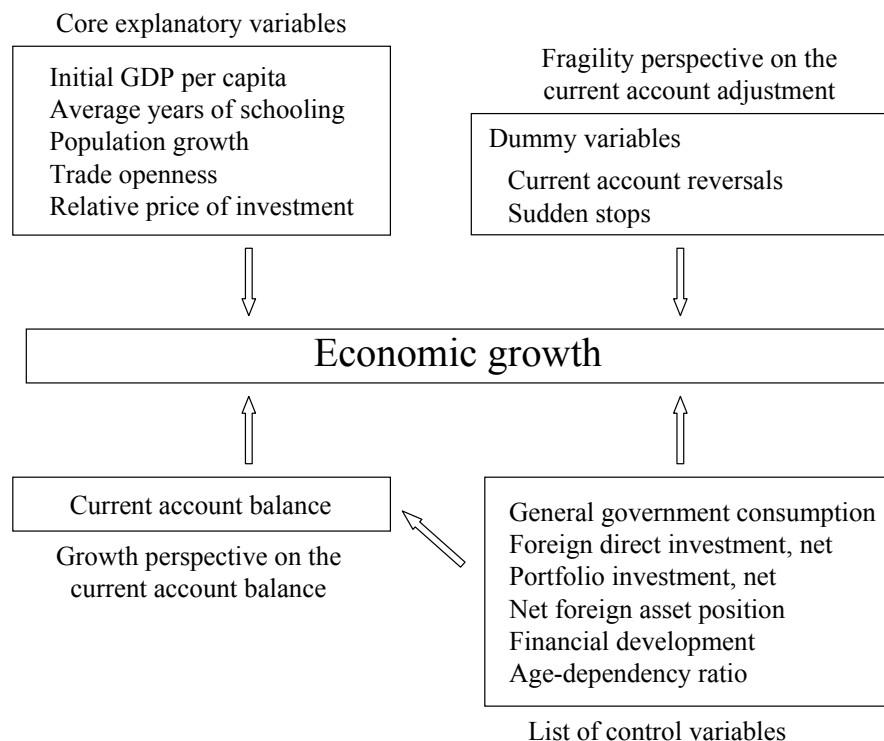 Core explanatory variables
Initial GDP per capita
Average years of schooling
Population growth
Trade openness
Relative price of investment
Fragility perspective on the
current account adjustment
Dummy variables
Current account reversals
Sudden stops
Economic growth
Current account balance
Growth perspective on the
current account balance
General government consumption
Foreign direct investment, net
Portfolio investment, net
Net foreign asset position
Financial development
Age-dependency ratio
List of control variables